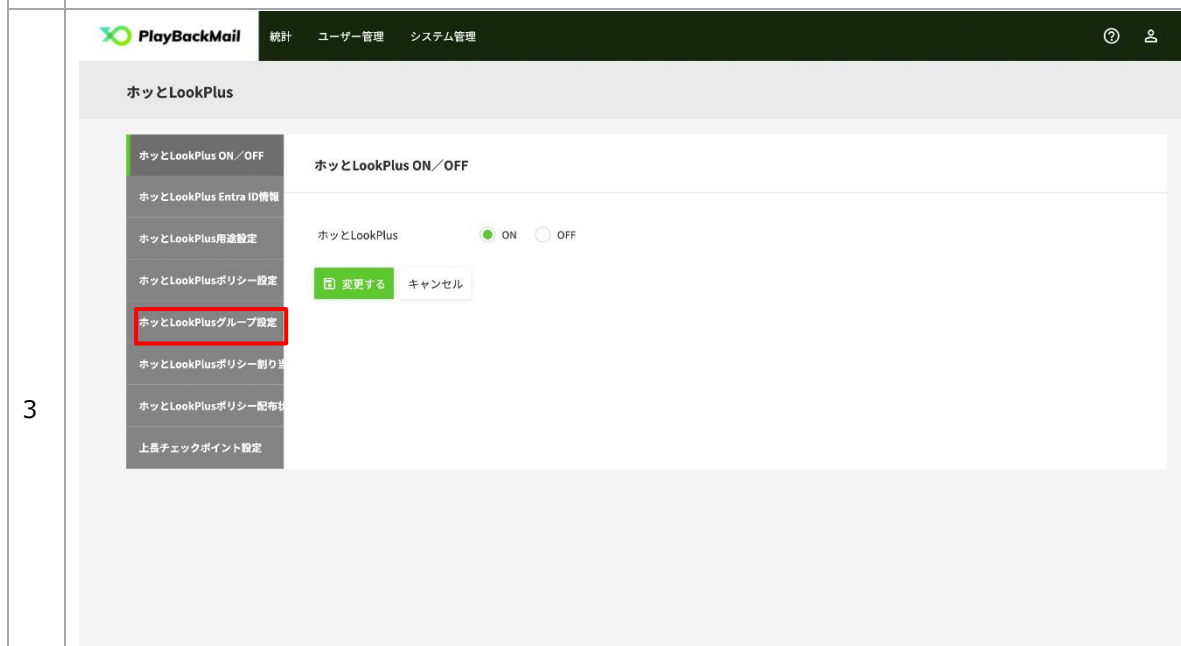 PlayBackMail 統計 ユーザー管理 システム管理
ホッとLookPlus
ホッとLookPlus ON／OFF
ホッとLookPlus Entra ID情報
ホッとLookPlus用途設定
ホッとLookPlusポリシー設定
ホッとLookPlusグループ設定
ホッとLookPlusポリシー割り当
ホッとLookPlusポリシー配布状
上長チェックポイント設定
ホッとLookPlus ON／OFF
ホッとLookPlus ON OFF
変更する キャンセル
3